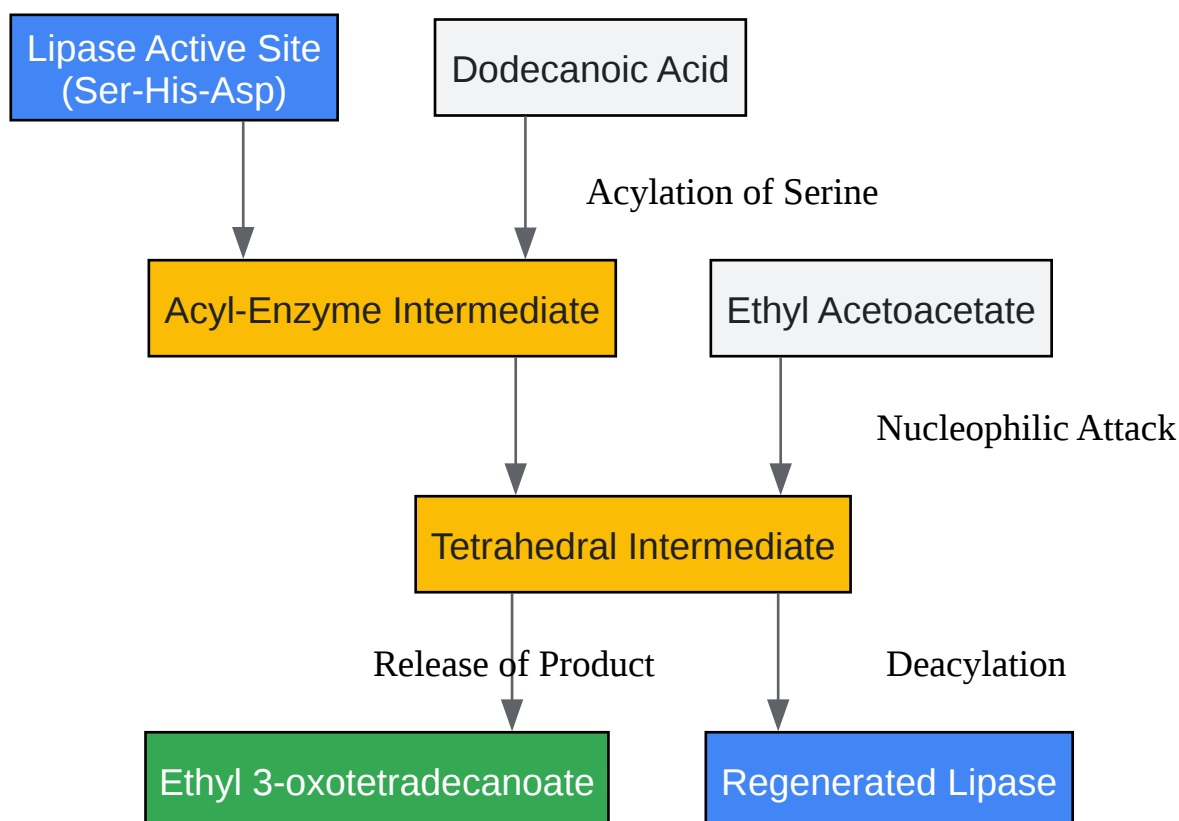 Lipase Active Site
(Ser-His-Asp)
Dodecanoic Acid
Acylation of Serine
Acyl-Enzyme Intermediate
Ethyl Acetoacetate
Nucleophilic Attack
Tetrahedral Intermediate
Release of Product
Deacylation
Ethyl 3-oxotetradecanoate
Regenerated Lipase